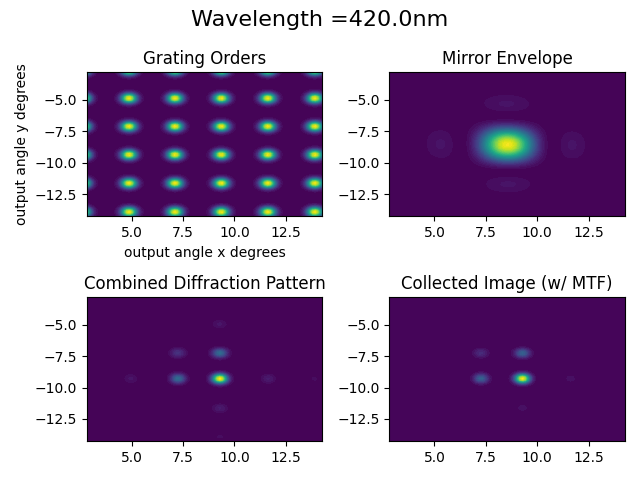 Wavelength =420.0nm
Grating Orders
Mirror Envelope
output angle y degrees
−5.0
−7.5
−10.0
−12.5
5.0 7.5 10.0 12.5
output angle x degrees
−5.0
−7.5
−10.0
−12.5
5.0 7.5 10.0 12.5
Combined Diffraction Pattern
Collected Image (w/ MTF)
−5.0
−7.5
−10.0
−12.5
5.0 7.5 10.0 12.5
−5.0
−7.5
−10.0
−12.5
5.0 7.5 10.0 12.5